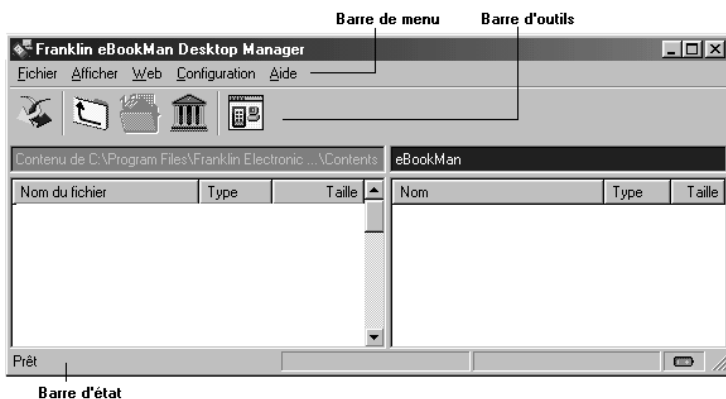 Barre de menu Barre d'outils
Franklin eBookMan Desktop Manager
Fichier Afficher Web Configuration Aide
Contenu de C:\Program Files\Franklin Electronic ...\Contents eBookMan
Nom du fichier Type Taille Nom Type Taille
Prêt
Barre d'état